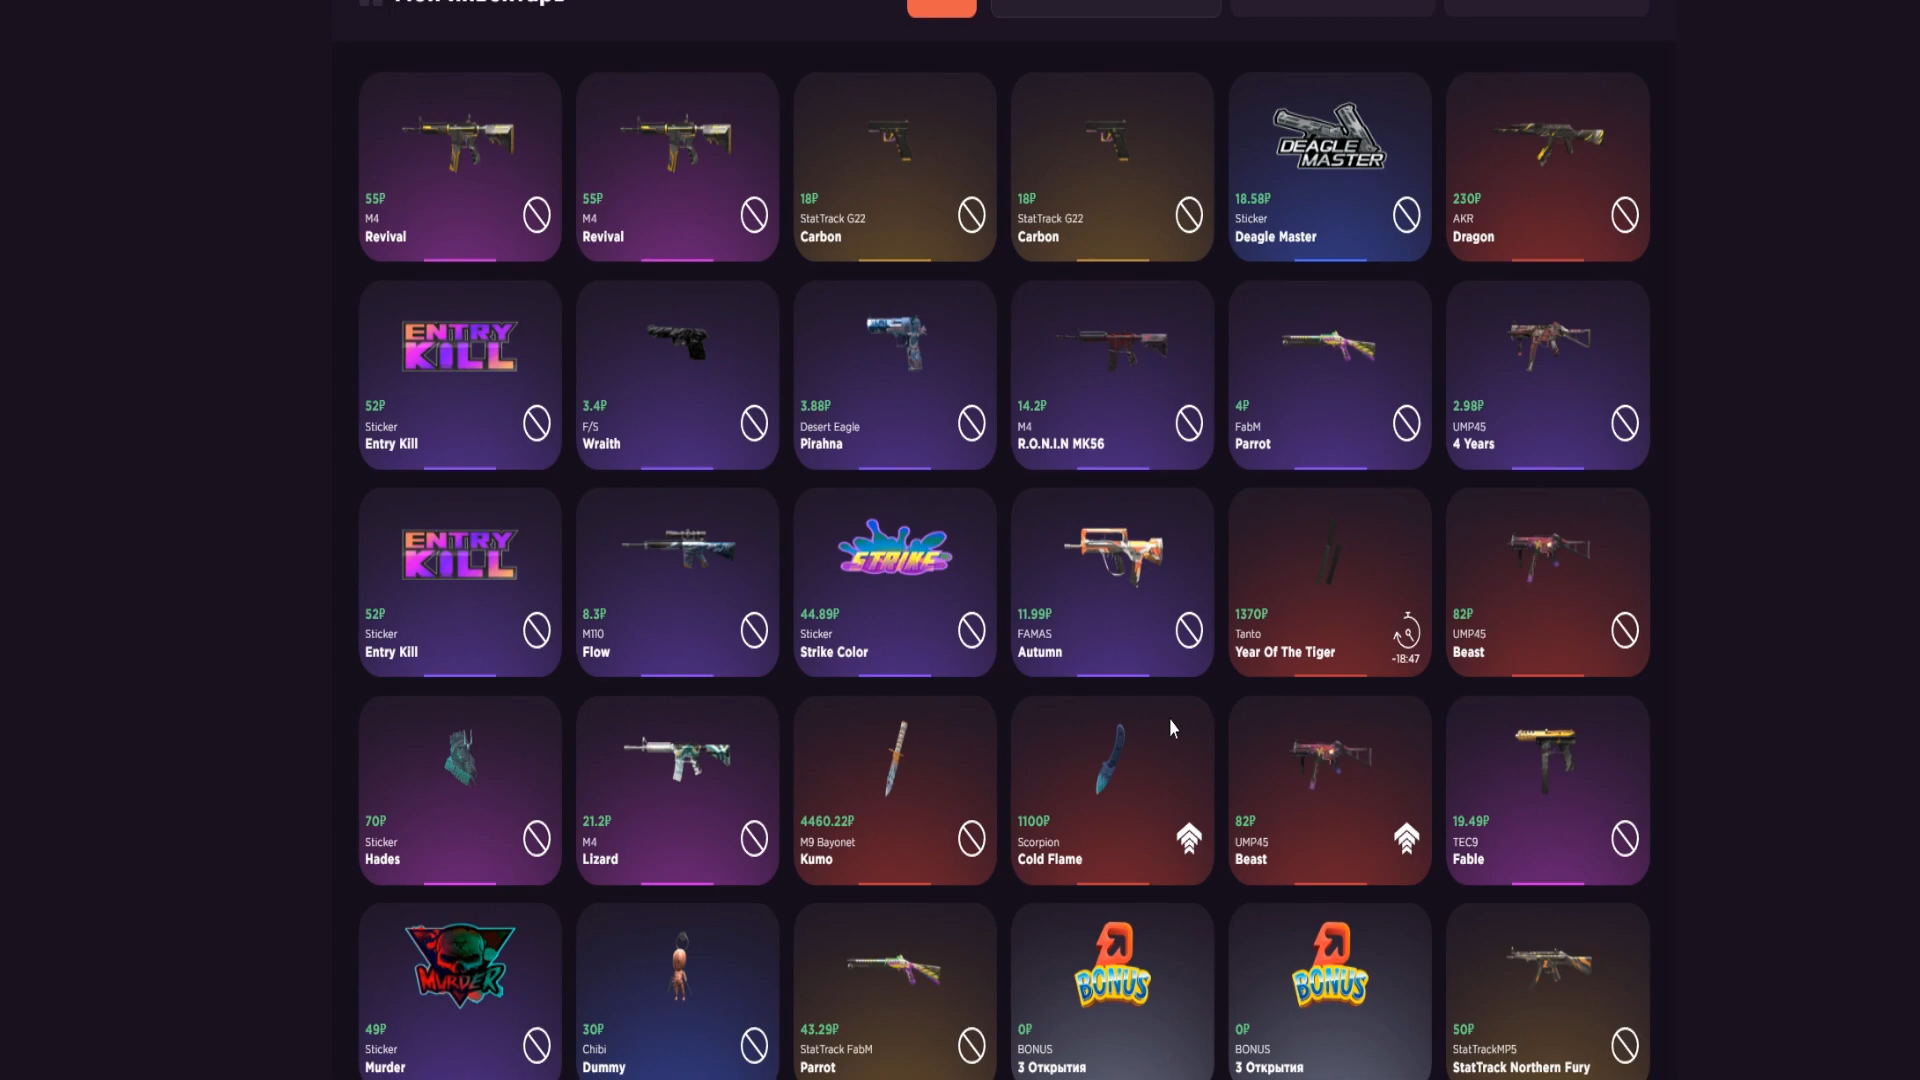 55₽
M4
Revival
55₽
M4
Revival
18₽
StatTrack G22
Carbon
18₽
StatTrack G22
Carbon
DEAGLE
MASTER
18.58₽
Sticker
Deagle Master
230₽
AKR
Dragon
ENTRY
KILL
52₽
Sticker
Entry Kill
3.4₽
F/S
Wraith
3.88₽
Desert Eagle
Pirahna
14.2₽
M4
R.O.N.I.N MK56
4₽
FabM
Parrot
2.98₽
UMP45
4 Years
ENTRY
KILL
52₽
Sticker
Entry Kill
8.3₽
M110
Flow
STRIKE
44.89₽
Sticker
Strike Color
11.99₽
FAMAS
Autumn
1370₽
Tanto
Year Of The Tiger
-18:47
82₽
UMP45
Beast
70₽
Sticker
Hades
21.2₽
M4
Lizard
4460.22₽
M9 Bayonet
Kumo
1100₽
Scorpion
Cold Flame
82₽
UMP45
Beast
19.49₽
TEC9
Fable
MURDER
49₽
Sticker
Murder
30₽
Chibi
Dummy
43.29₽
StatTrack FabM
Parrot
BONUS
0₽
BONUS
3 Открытия
BONUS
0₽
BONUS
3 Открытия
50₽
StatTrackMP5
StatTrack Northern Fury